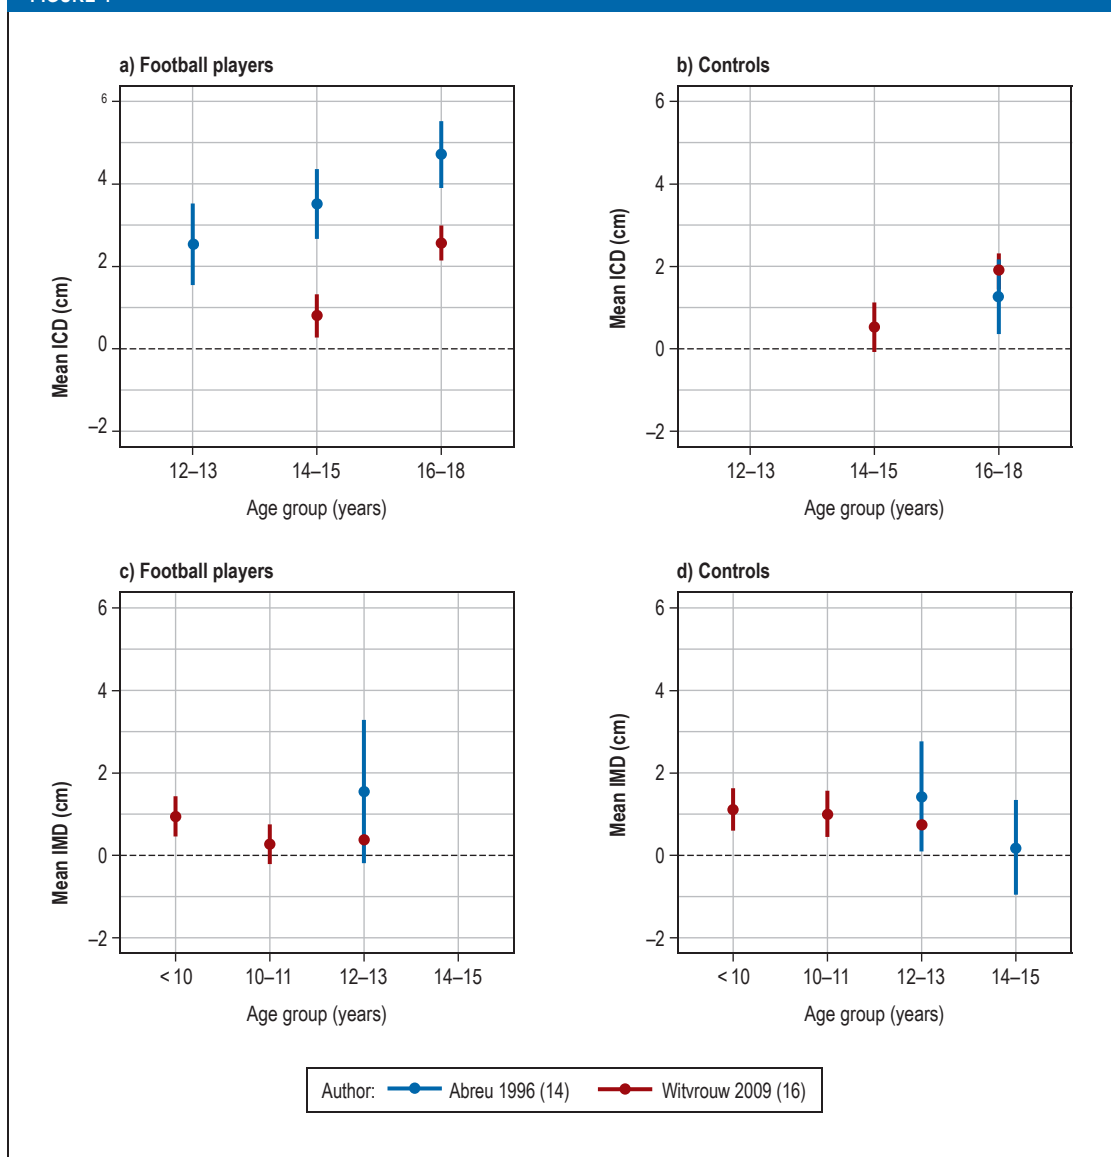 a) Football players
6
4
2
0
–2
Mean ICD (cm)
12–13 14–15 16–18
Age group (years)
b) Controls
6
4
2
0
–2
Mean ICD (cm)
12–13 14–15 16–18
Age group (years)
c) Football players
6
4
2
0
–2
Mean IMD (cm)
< 10 10–11 12–13 14–15
Age group (years)
d) Controls
6
4
2
0
–2
Mean IMD (cm)
< 10 10–11 12–13 14–15
Age group (years)
Author: Abreu 1996 (14) Witvrouw 2009 (16)